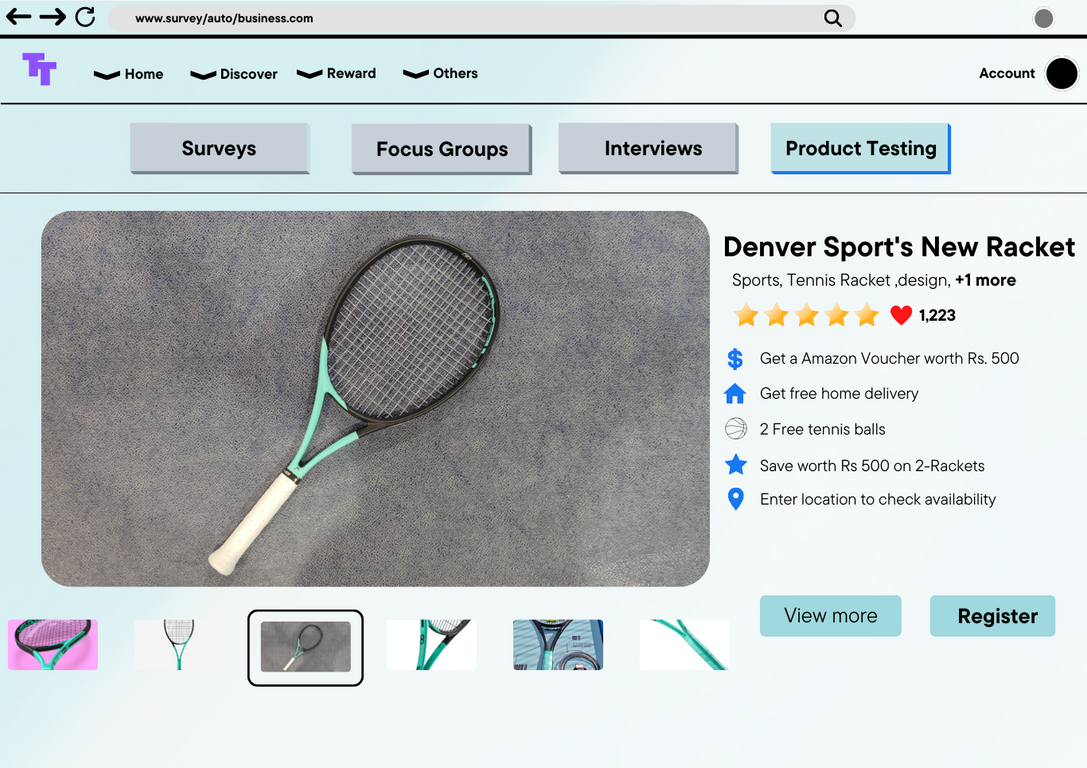 www.survey/auto/business.com
TT
Home Discover Reward Others Account
Surveys Focus Groups Interviews Product Testing
Denver Sport's New Racket
Sports, Tennis Racket ,design, +1 more
1,223
Get a Amazon Voucher worth Rs. 500
Get free home delivery
2 Free tennis balls
Save worth Rs 500 on 2-Rackets
Enter location to check availability
View more Register